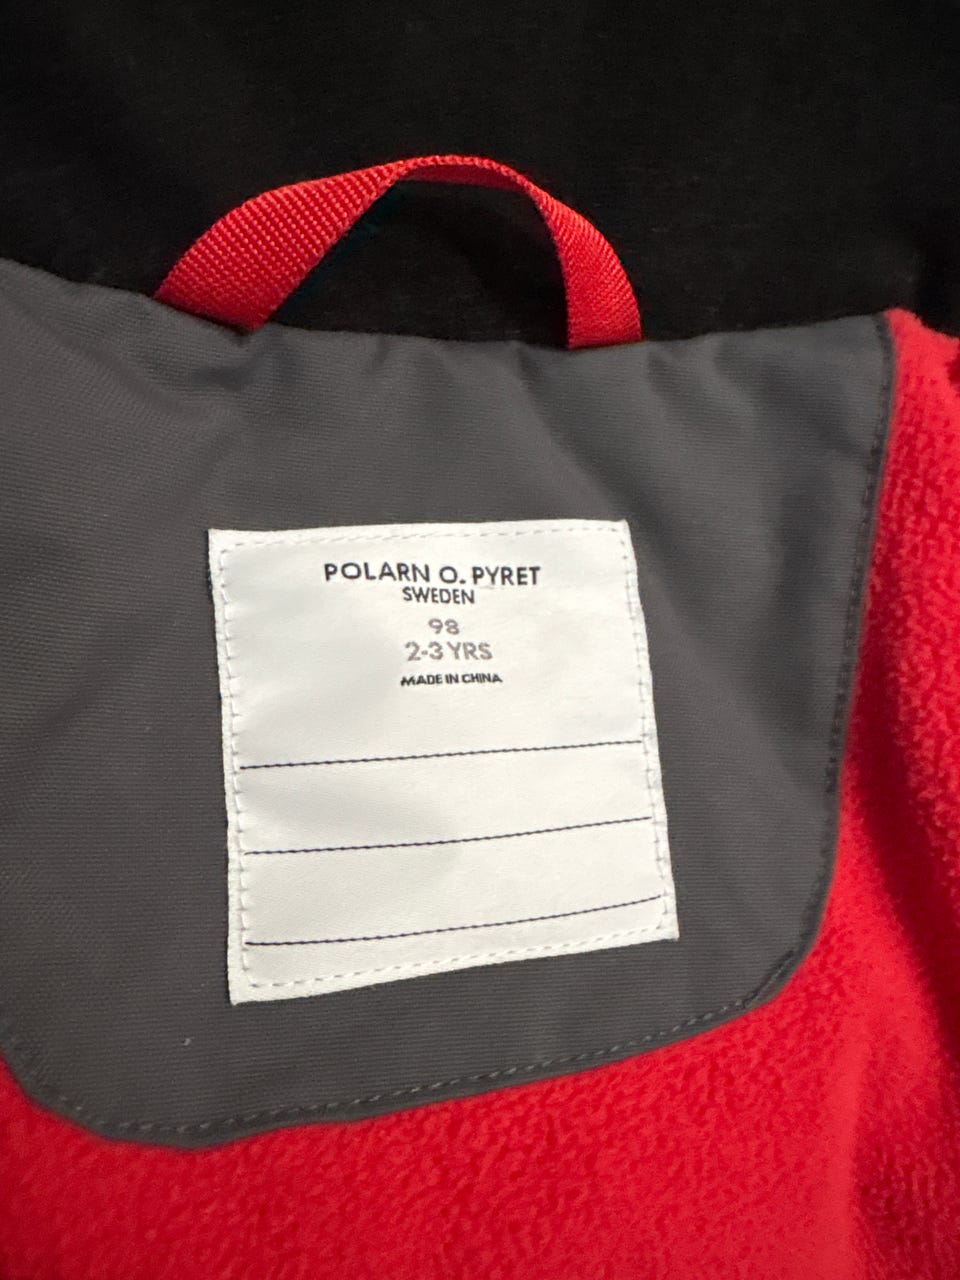 POLARN O. PYRET
SWEDEN
98
2-3 YRS
MADE IN CHINA